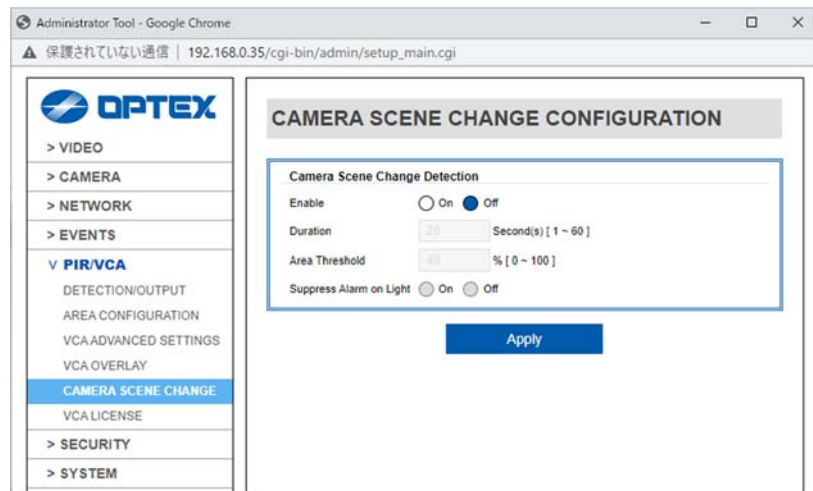 Administrator Tool - Google Chrome
保護されていない通信 | 192.168.0.35/cgi-bin/admin/setup_main.cgi
OPTEX
CAMERA SCENE CHANGE CONFIGURATION
> VIDEO
> CAMERA
> NETWORK
> EVENTS
V PIR/VCA
DETECTION/OUTPUT
AREA CONFIGURATION
VCA ADVANCED SETTINGS
VCA OVERLAY
CAMERA SCENE CHANGE
VCA LICENSE
> SECURITY
> SYSTEM
Camera Scene Change Detection
Enable On Off
Duration 20 Second(s) [ 1 ~ 60 ]
Area Threshold 40 % [ 0 ~ 100 ]
Suppress Alarm on Light On Off
Apply